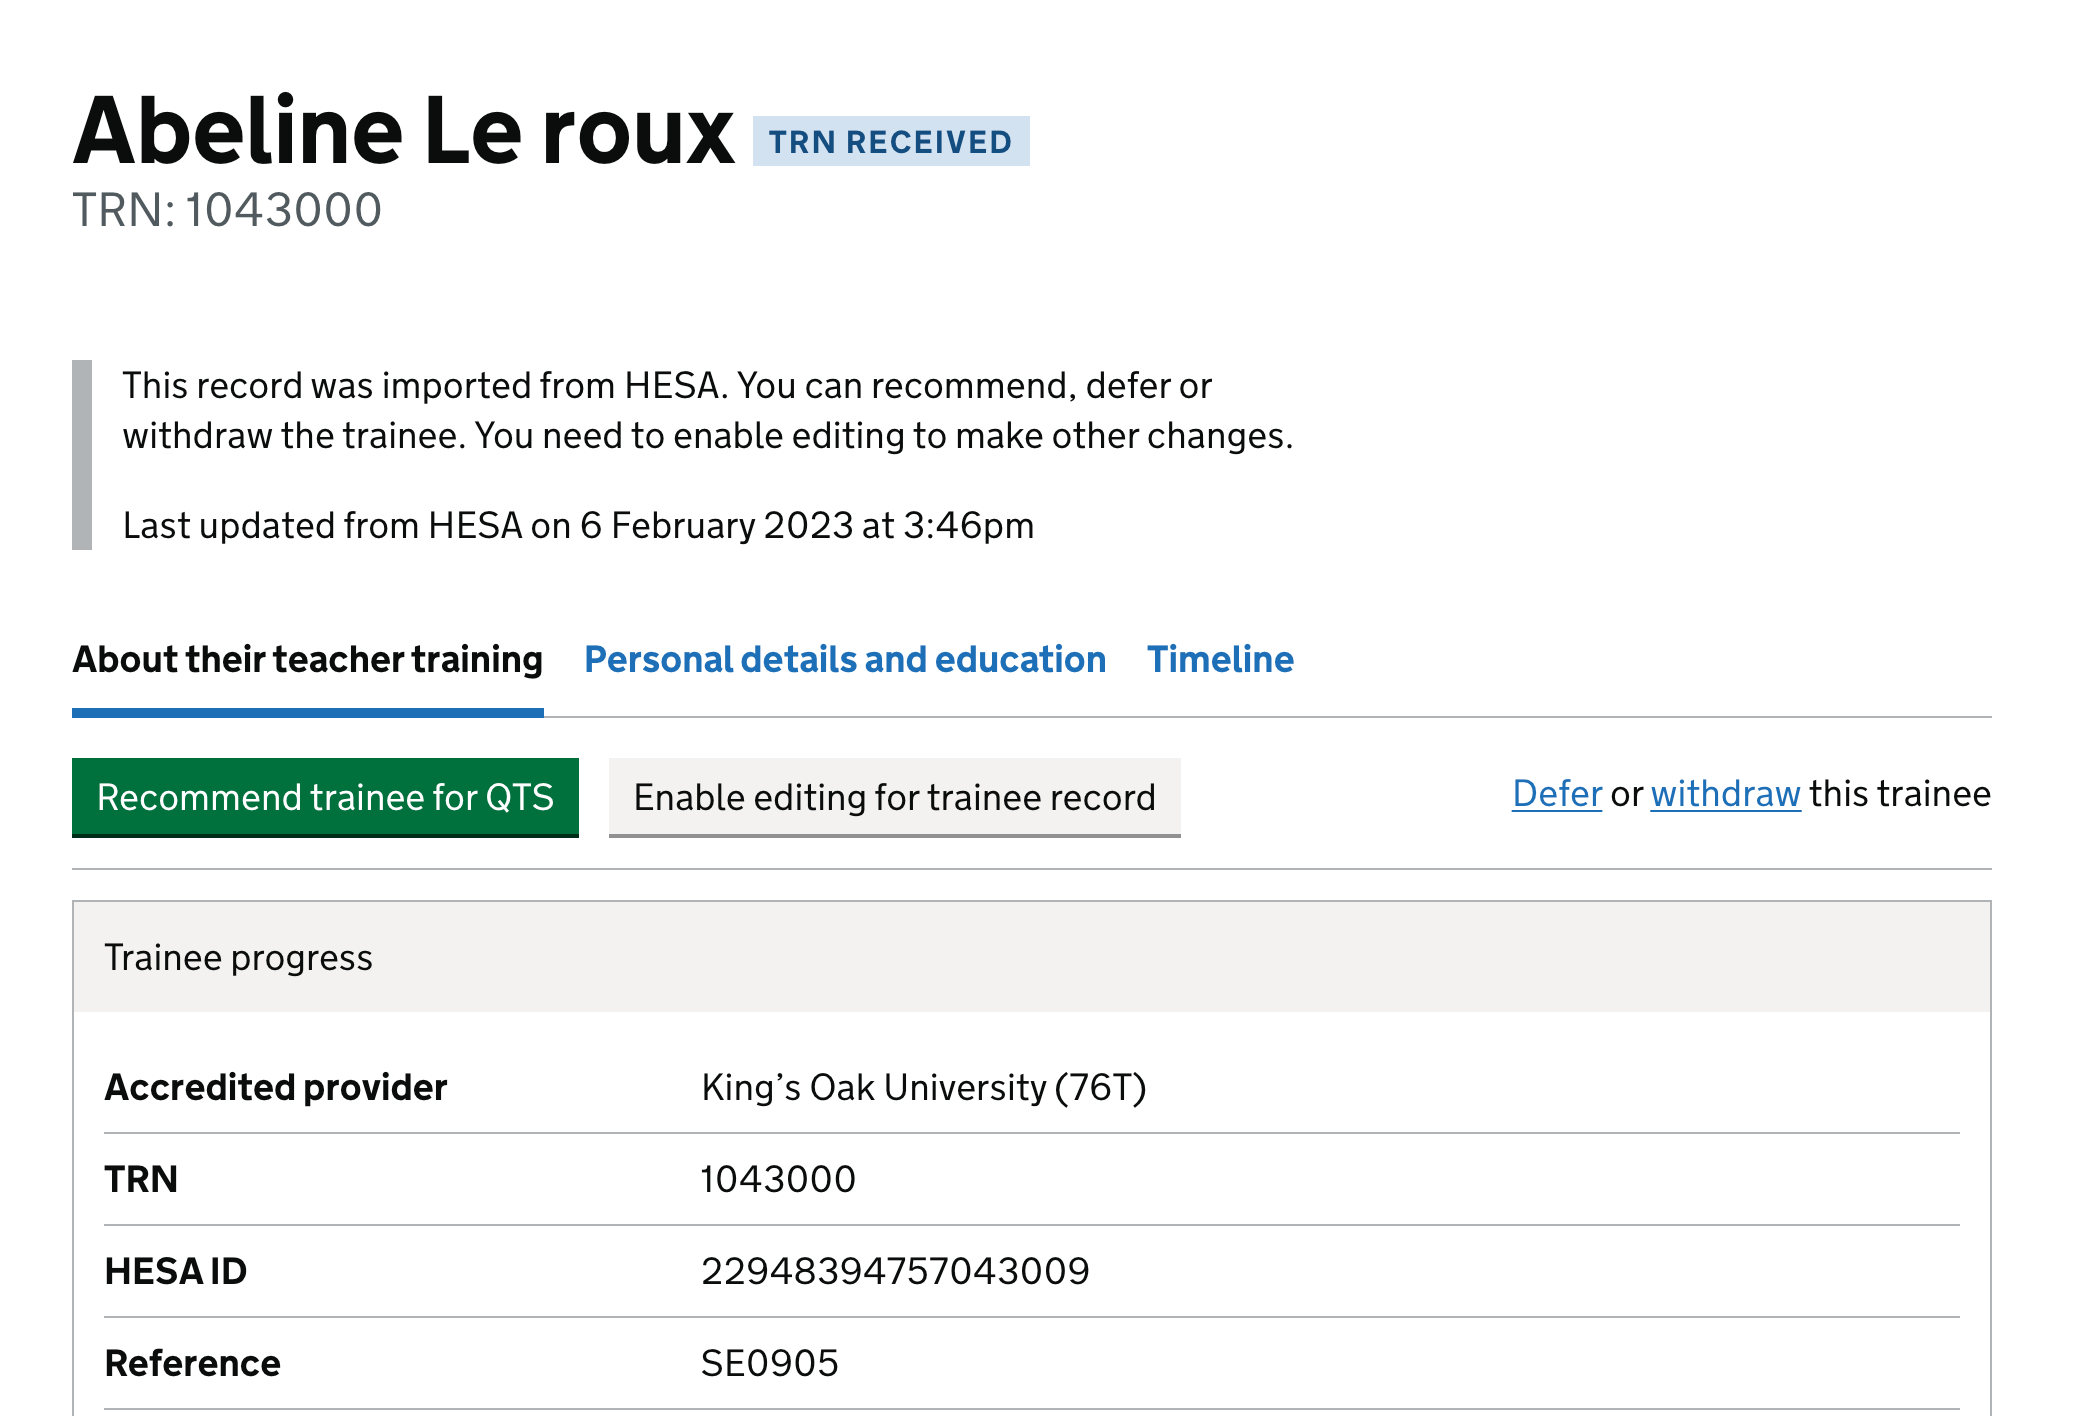 Abeline Le roux TRN RECEIVED
TRN: 1043000
This record was imported from HESA. You can recommend, defer or
withdraw the trainee. You need to enable editing to make other changes.
Last updated from HESA on 6 February 2023 at 3:46pm
About their teacher training Personal details and education Timeline
Recommend trainee for QTS Enable editing for trainee record Defer or withdraw this trainee
Trainee progress
Accredited provider King’s Oak University (76T)
TRN 1043000
HESA ID 22948394757043009
Reference SE0905